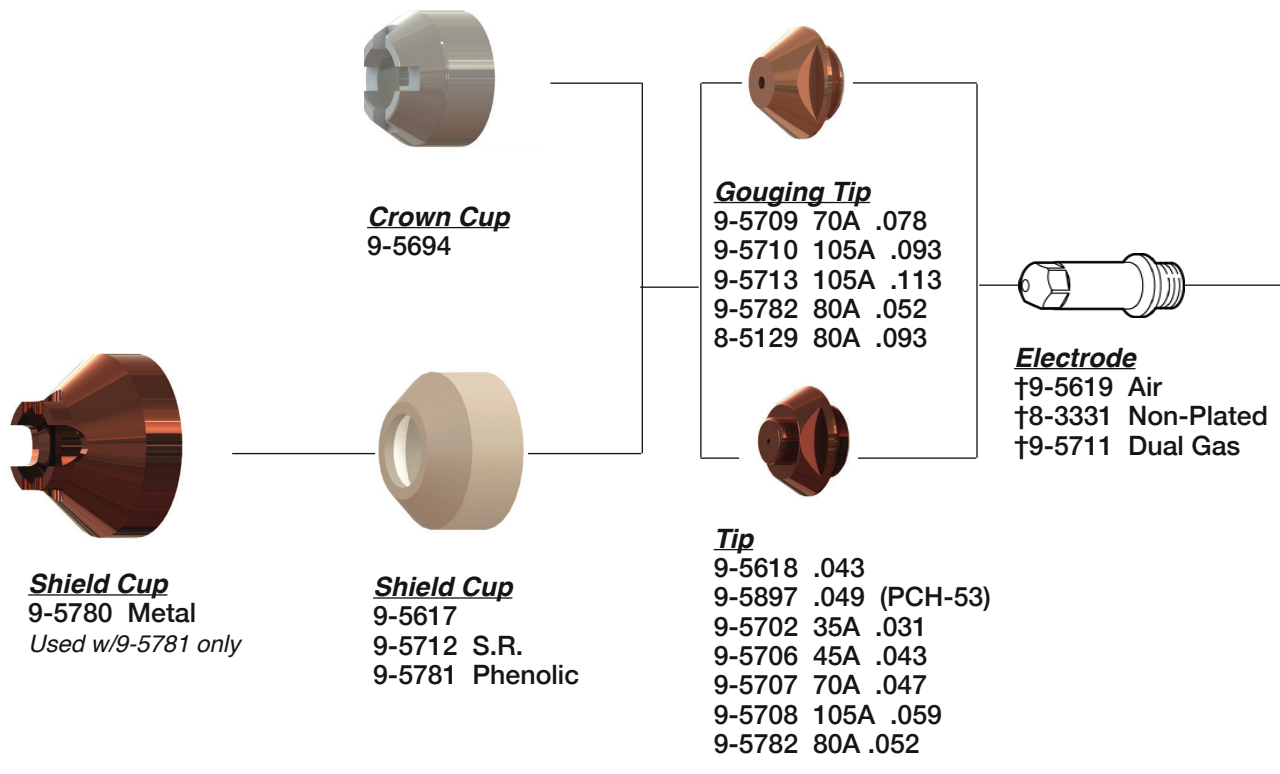 Crown Cup
9-5694
Shield Cup
9-5780 Metal
Used w/9-5781 only
Shield Cup
9-5617
9-5712 S.R.
9-5781 Phenolic
Gouging Tip
9-5709 70A .078
9-5710 105A .093
9-5713 105A .113
9-5782 80A .052
8-5129 80A .093
Tip
9-5618 .043
9-5897 .049 (PCH-53)
9-5702 35A .031
9-5706 45A .043
9-5707 70A .047
9-5708 105A .059
9-5782 80A .052
Electrode
†9-5619 Air
†8-3331 Non-Plated
†9-5711 Dual Gas